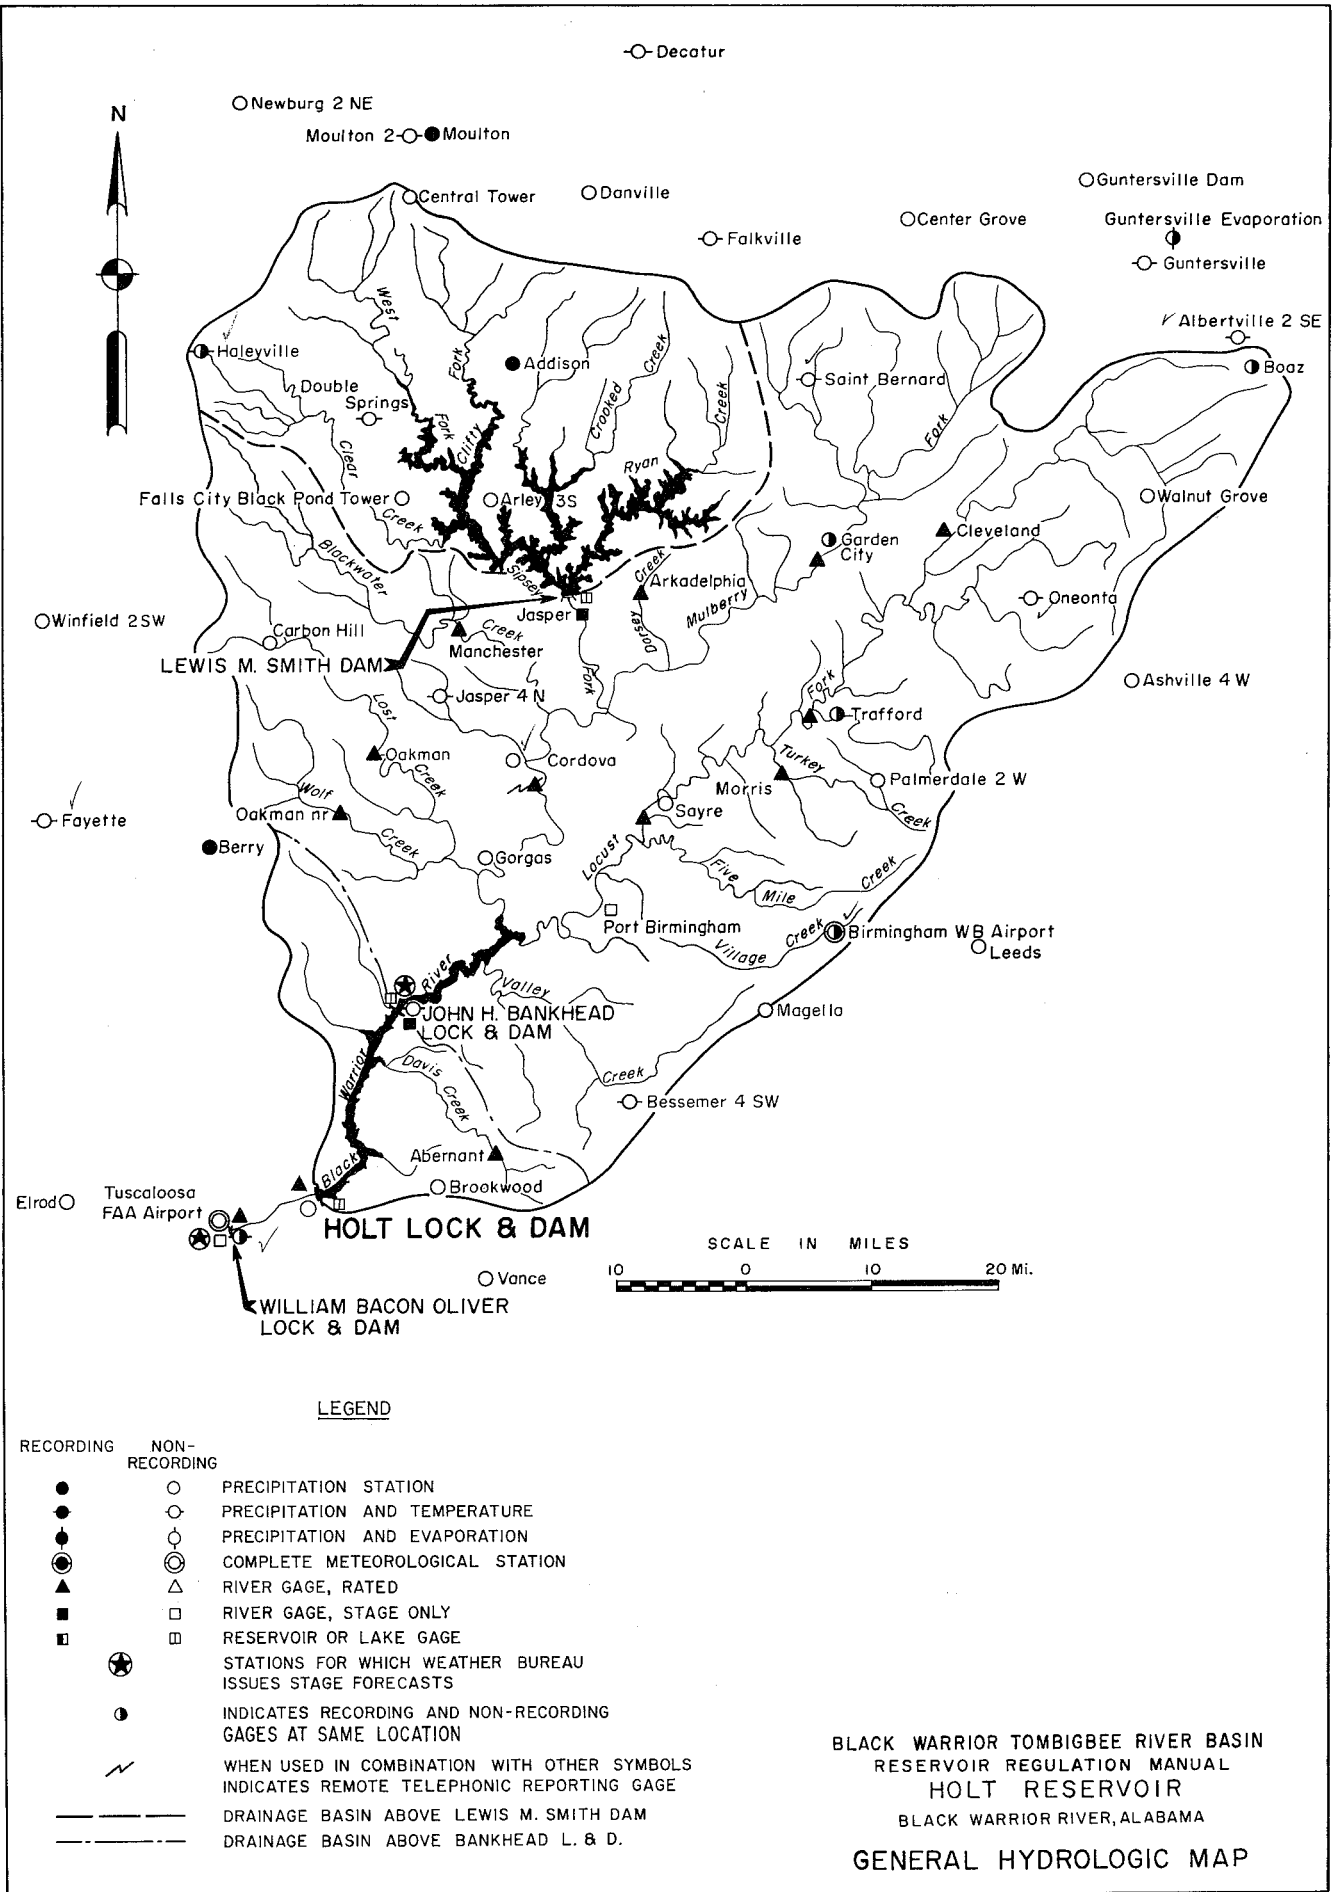 Decatur
Newburg 2 NE
Moulton 2
Moulton
N
Central Tower
Danville
Guntersville Dam
Center Grove
Guntersville Evaporation
Falkville
Guntersville
West
Albertville 2 SE
Haleyville
Fork
Addison
Crooked
Creek
Saint Bernard
Boaz
Double
Springs
Creek
Fork
Fork
Clifty
Clear
Ryan
Falls City Black Pond Tower
Arley 3S
Walnut Grove
Creek
Cleveland
Garden
City
Blackwater
Sipsey
Creek
Arkadelphia
Mulberry
Oneonta
Winfield 2SW
Jasper
Dorsey
Carbon Hill
Creek
Manchester
LEWIS M. SMITH DAM
Fork
Fork
Ashville 4 W
Jasper 4 N
Lost
Trafford
Oakman
Creek
Cordova
Turkey
Morris
Palmerdale 2 W
Creek
Wolf
Oakman nr
Sayre
Fayette
Creek
Berry
Gorgas
Locust
Five
Mile
Creek
Port Birmingham
Village
Creek
Birmingham WB Airport
Leeds
River
Valley
JOHN H. BANKHEAD
LOCK & DAM
Magella
Davis
Creek
Creek
Warrior
Bessemer 4 SW
Abernant
Black
Brookwood
Elrod
Tuscaloosa
FAA Airport
HOLT LOCK & DAM
SCALE IN MILES
10 0 10 20 Mi.
Vance
WILLIAM BACON OLIVER
LOCK & DAM
LEGEND
RECORDING NON-
RECORDING
PRECIPITATION STATION
PRECIPITATION AND TEMPERATURE
PRECIPITATION AND EVAPORATION
COMPLETE METEOROLOGICAL STATION
RIVER GAGE, RATED
RIVER GAGE, STAGE ONLY
RESERVOIR OR LAKE GAGE
STATIONS FOR WHICH WEATHER BUREAU
ISSUES STAGE FORECASTS
INDICATES RECORDING AND NON-RECORDING
GAGES AT SAME LOCATION
WHEN USED IN COMBINATION WITH OTHER SYMBOLS
INDICATES REMOTE TELEPHONIC REPORTING GAGE
DRAINAGE BASIN ABOVE LEWIS M. SMITH DAM
DRAINAGE BASIN ABOVE BANKHEAD L. & D.
BLACK WARRIOR TOMBIGBEE RIVER BASIN
RESERVOIR REGULATION MANUAL
HOLT RESERVOIR
BLACK WARRIOR RIVER, ALABAMA
GENERAL HYDROLOGIC MAP